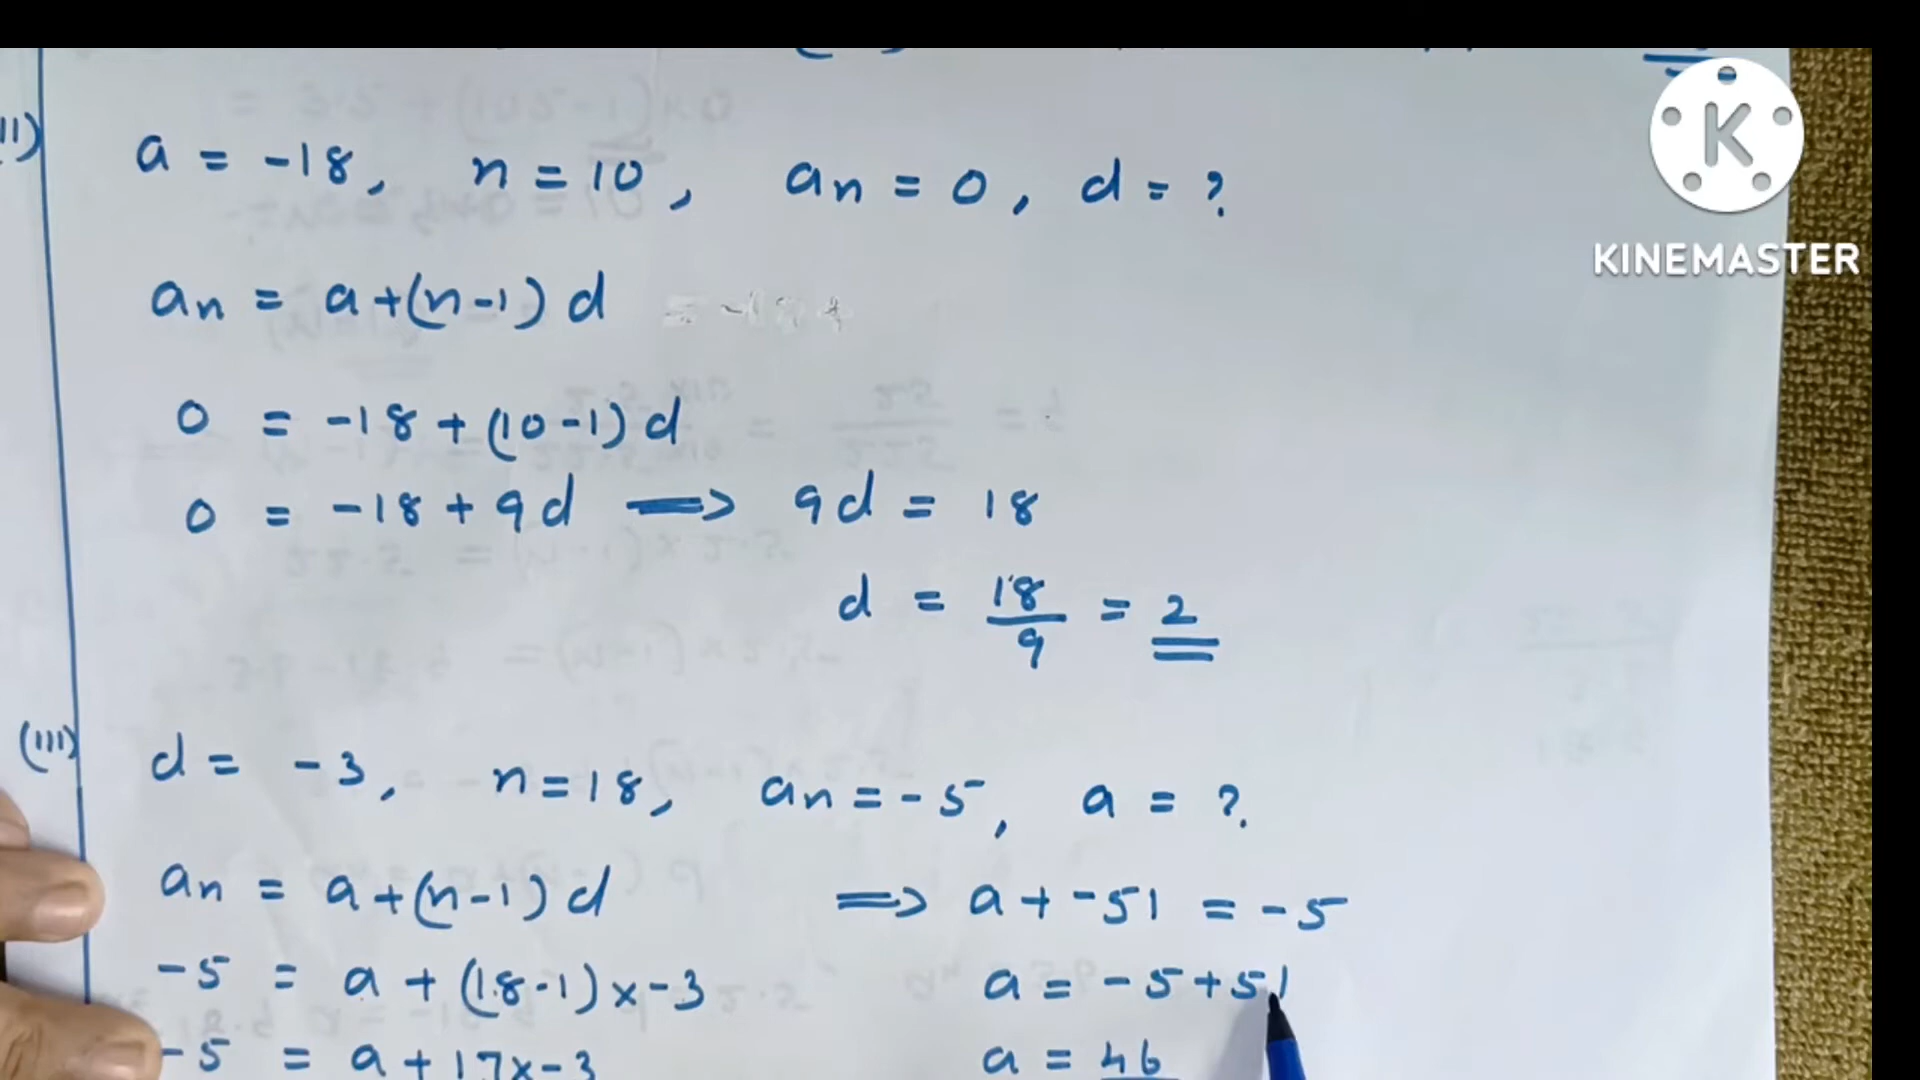 (ii)
a = -18, n = 10, an = 0, d = ?
an = a+(n-1) d
0 = -18 + (10-1) d
0 = -18 + 9d ⟹ 9d = 18
d = 18/9 = 2
(iii)
d = -3, n = 18, an = -5, a = ?
an = a+(n-1) d ⟹ a + -51 = -5
-5 = a + (18-1) x -3 a = -5 + 51
-5 = a + 17x-3 a = 46
K
KINEMASTER